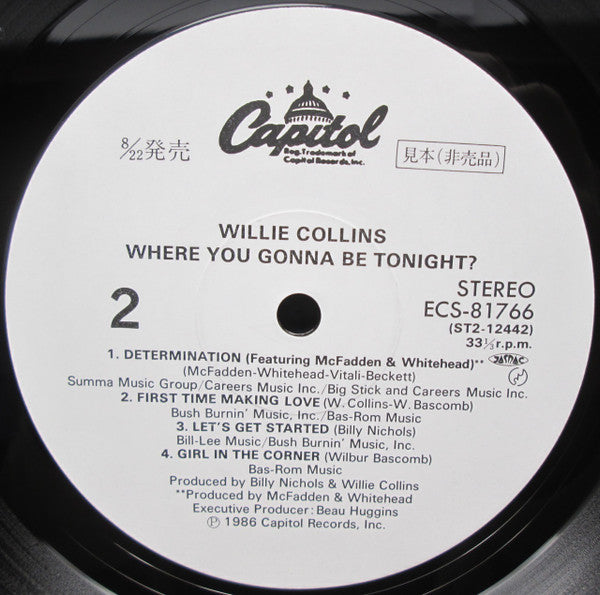 Capitol
Reg. Trademark of
Capitol Records, Inc.
8/22発売
見本(非売品)
WILLIE COLLINS
WHERE YOU GONNA BE TONIGHT?
2
STEREO
ECS-81766
(ST2-12442)
33⅓r.p.m.
1. DETERMINATION (Featuring McFadden & Whitehead)**
JASRAC
(McFadden-Whitehead-Vitali-Beckett)
Summa Music Group/Careers Music Inc./Big Stick and Careers Music Inc.
2. FIRST TIME MAKING LOVE (W. Collins-W. Bascomb)
Bush Burnin' Music, Inc./Bas-Rom Music
3. LET'S GET STARTED (Billy Nichols)
Bill-Lee Music/Bush Burnin' Music, Inc.
4. GIRL IN THE CORNER (Wilbur Bascomb)
Bas-Rom Music
Produced by Billy Nichols & Willie Collins
**Produced by McFadden & Whitehead
Executive Producer: Beau Huggins
Ⓟ 1986 Capitol Records, Inc.